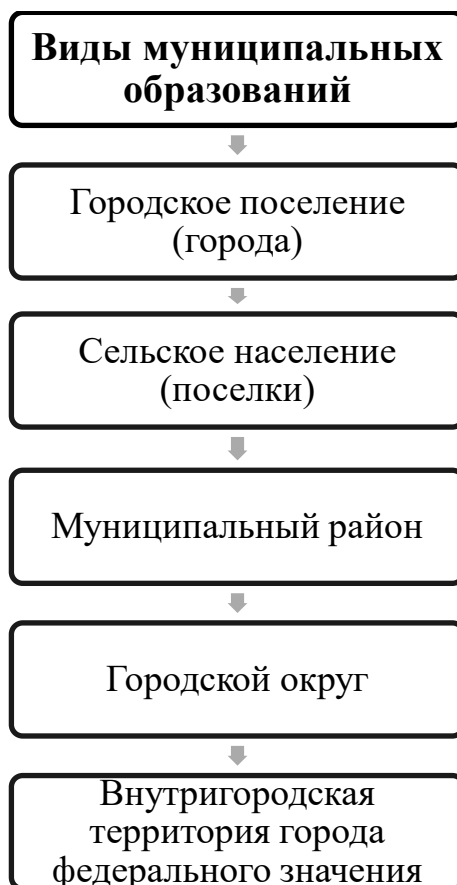 Виды муниципальных
образований
Городское поселение
(города)
Сельское население
(поселки)
Муниципальный район
Городской округ
Внутригородская
территория города
федерального значения